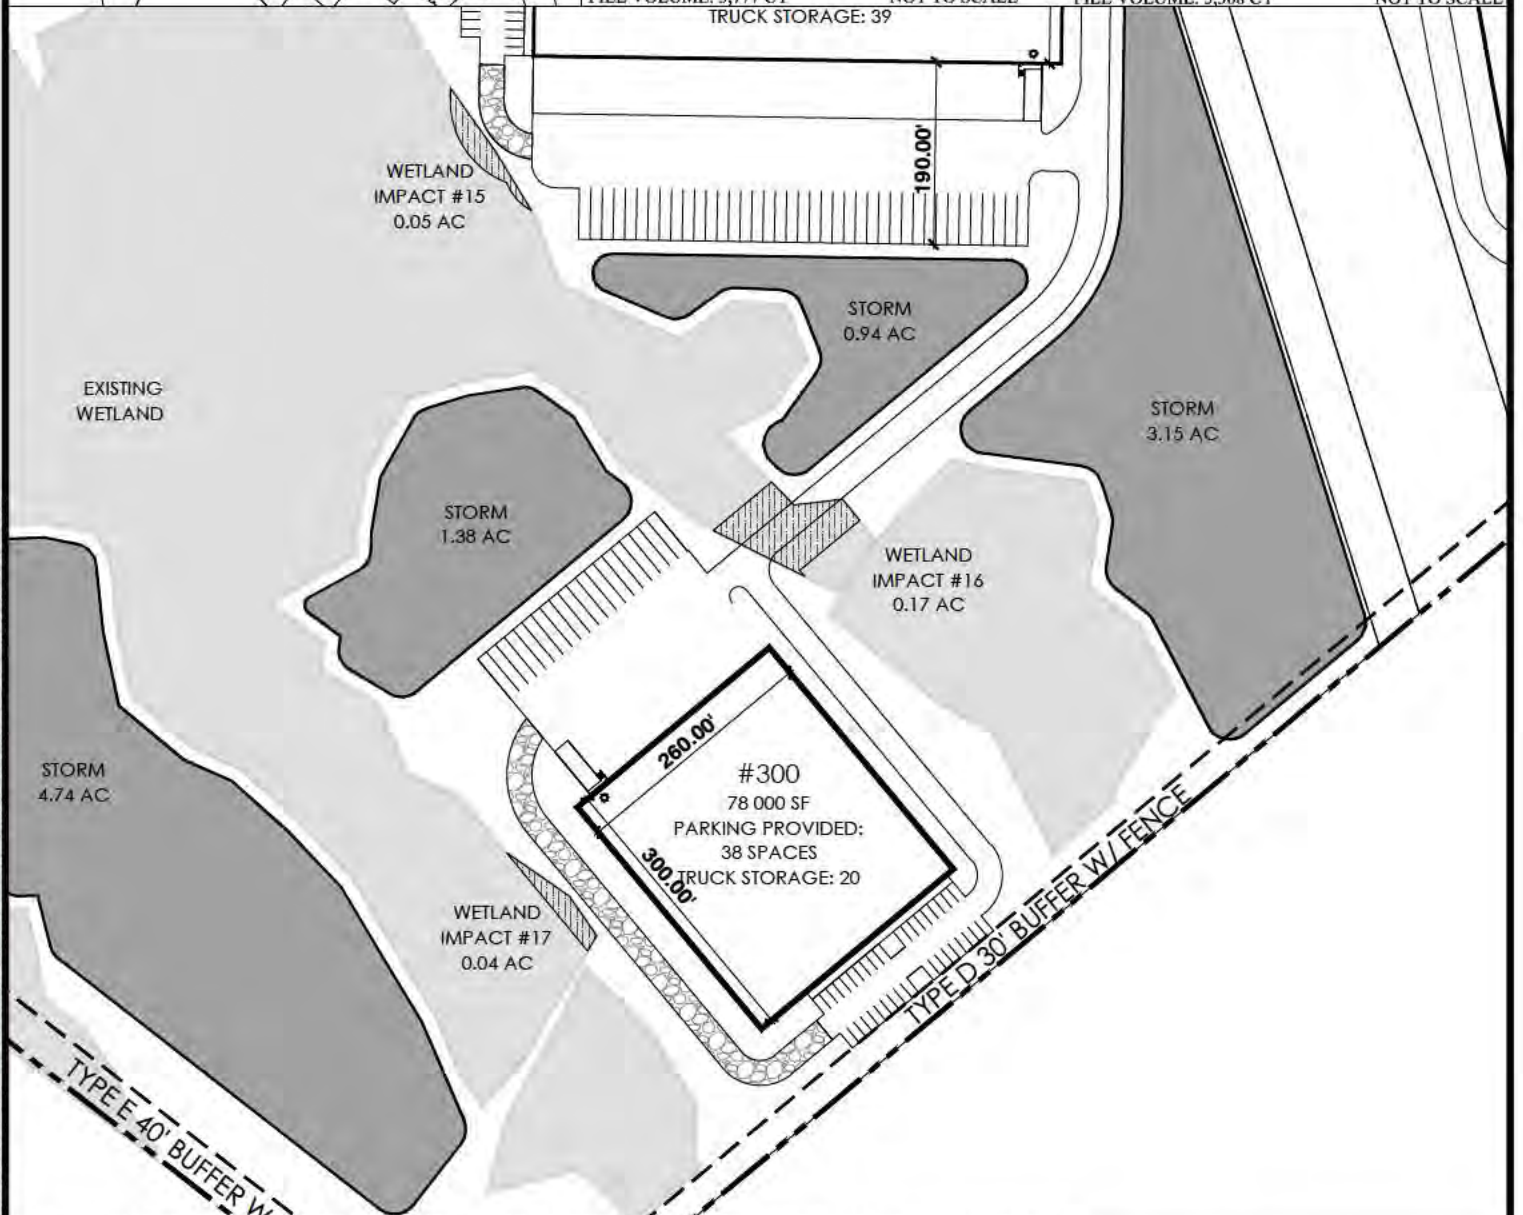 TRUCK STORAGE: 39
NOT TO SCALE
NOT TO SCALE
190.00'
WETLAND
IMPACT #15
0.05 AC
STORM
0.94 AC
EXISTING
WETLAND
STORM
3.15 AC
STORM
1.38 AC
WETLAND
IMPACT #16
0.17 AC
STORM
4.74 AC
260.00'
#300
78 000 SF
PARKING PROVIDED:
38 SPACES
TRUCK STORAGE: 20
300.00'
WETLAND
IMPACT #17
0.04 AC
TYPE D 30' BUFFER W/ FENCE
TYPE E 40' BUFFER W